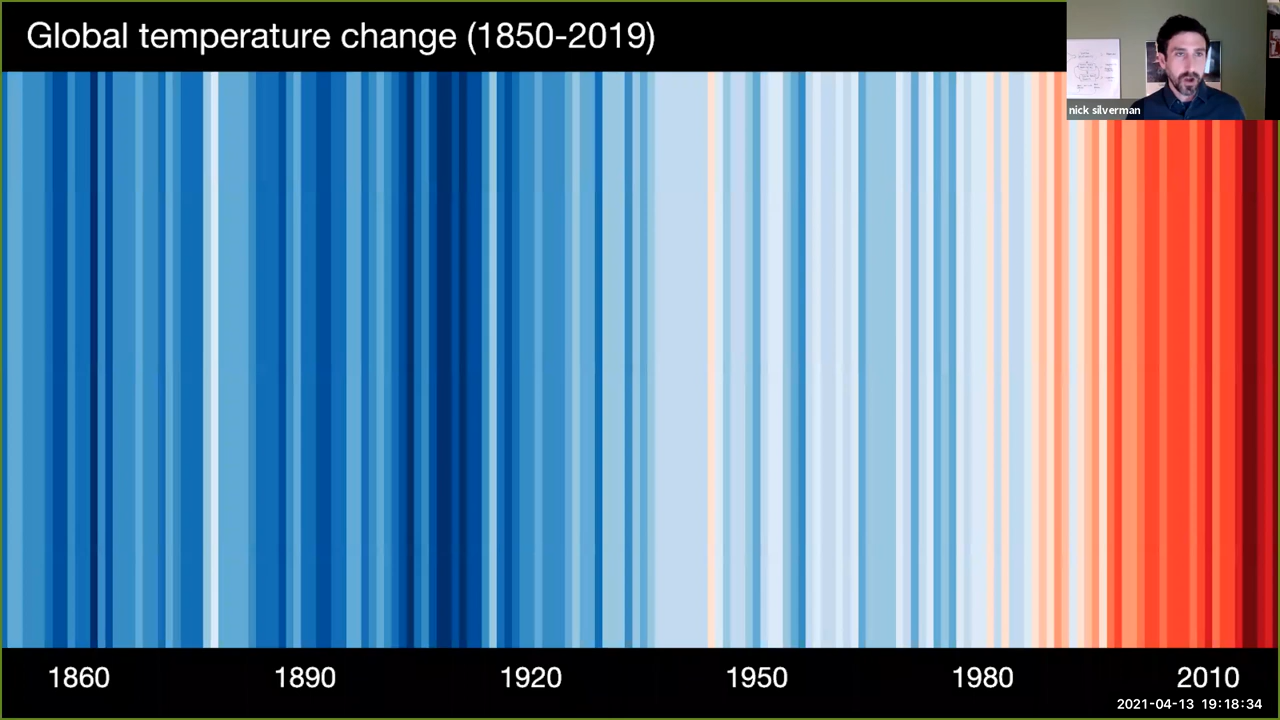 Global temperature change (1850-2019)
nick silverman
1860 1890 1920 1950 1980 2010
2021-04-13 19:18:34